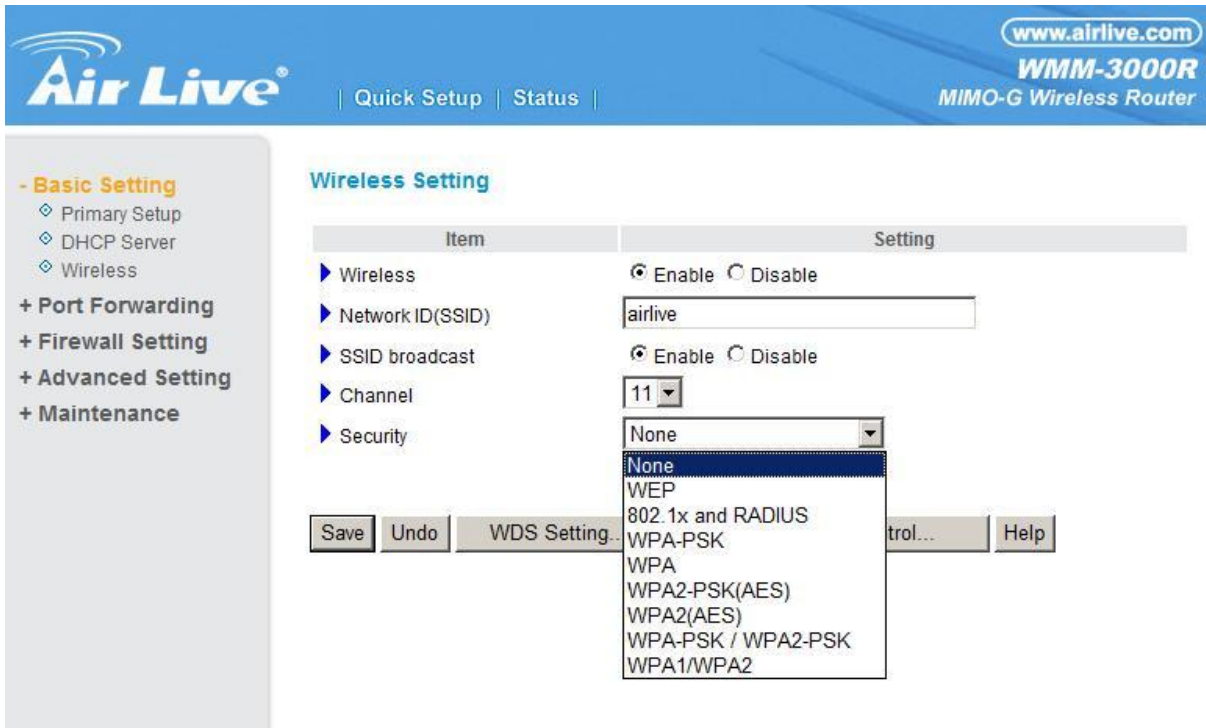 www.airlive.com
Air Live®
WMM-3000R
| Quick Setup | Status |
MIMO-G Wireless Router
- Basic Setting
Primary Setup
DHCP Server
Wireless
+ Port Forwarding
+ Firewall Setting
+ Advanced Setting
+ Maintenance
Wireless Setting
Item Setting
Wireless Enable Disable
Network ID(SSID) airlive
SSID broadcast Enable Disable
Channel 11
Security None
None
WEP
802.1x and RADIUS
WPA-PSK
WPA
WPA2-PSK(AES)
WPA2(AES)
WPA-PSK / WPA2-PSK
WPA1/WPA2
Save Undo WDS Setting.. trol... Help